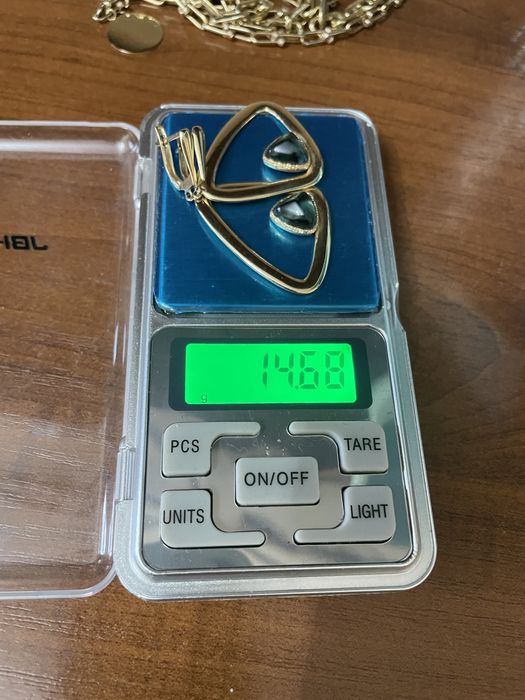 14.68
g
PCS
TARE
ON/OFF
UNITS
LIGHT